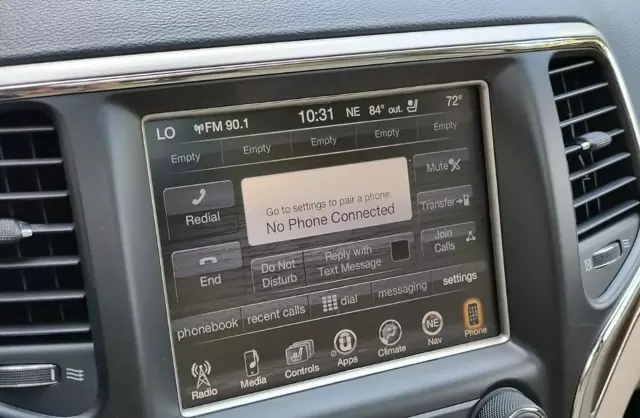 LO FM 90.1 10:31 NE 84° out. 72°
Empty Empty Empty Empty Empty
Redial
Go to settings to pair a phone.
No Phone Connected
Mute
Transfer
End
Do Not
Disturb
Reply with
Text Message
Join
Calls
phonebook recent calls dial messaging settings
Radio Media Controls Apps Climate NE Nav Phone